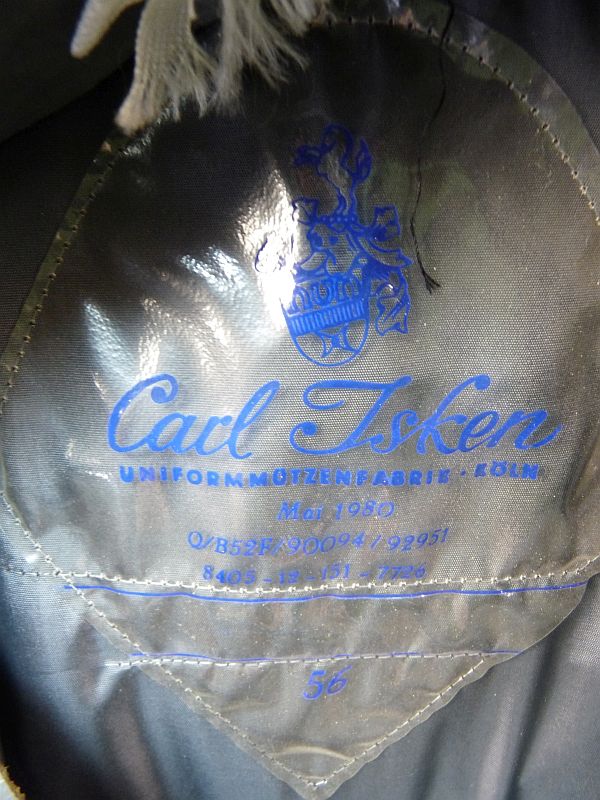 Carl Isken
UNIFORMMÜTZENFABRIK · KÖLN
Mai 1980
Q/B52F/90094/92951
8405-12-151-7726
56